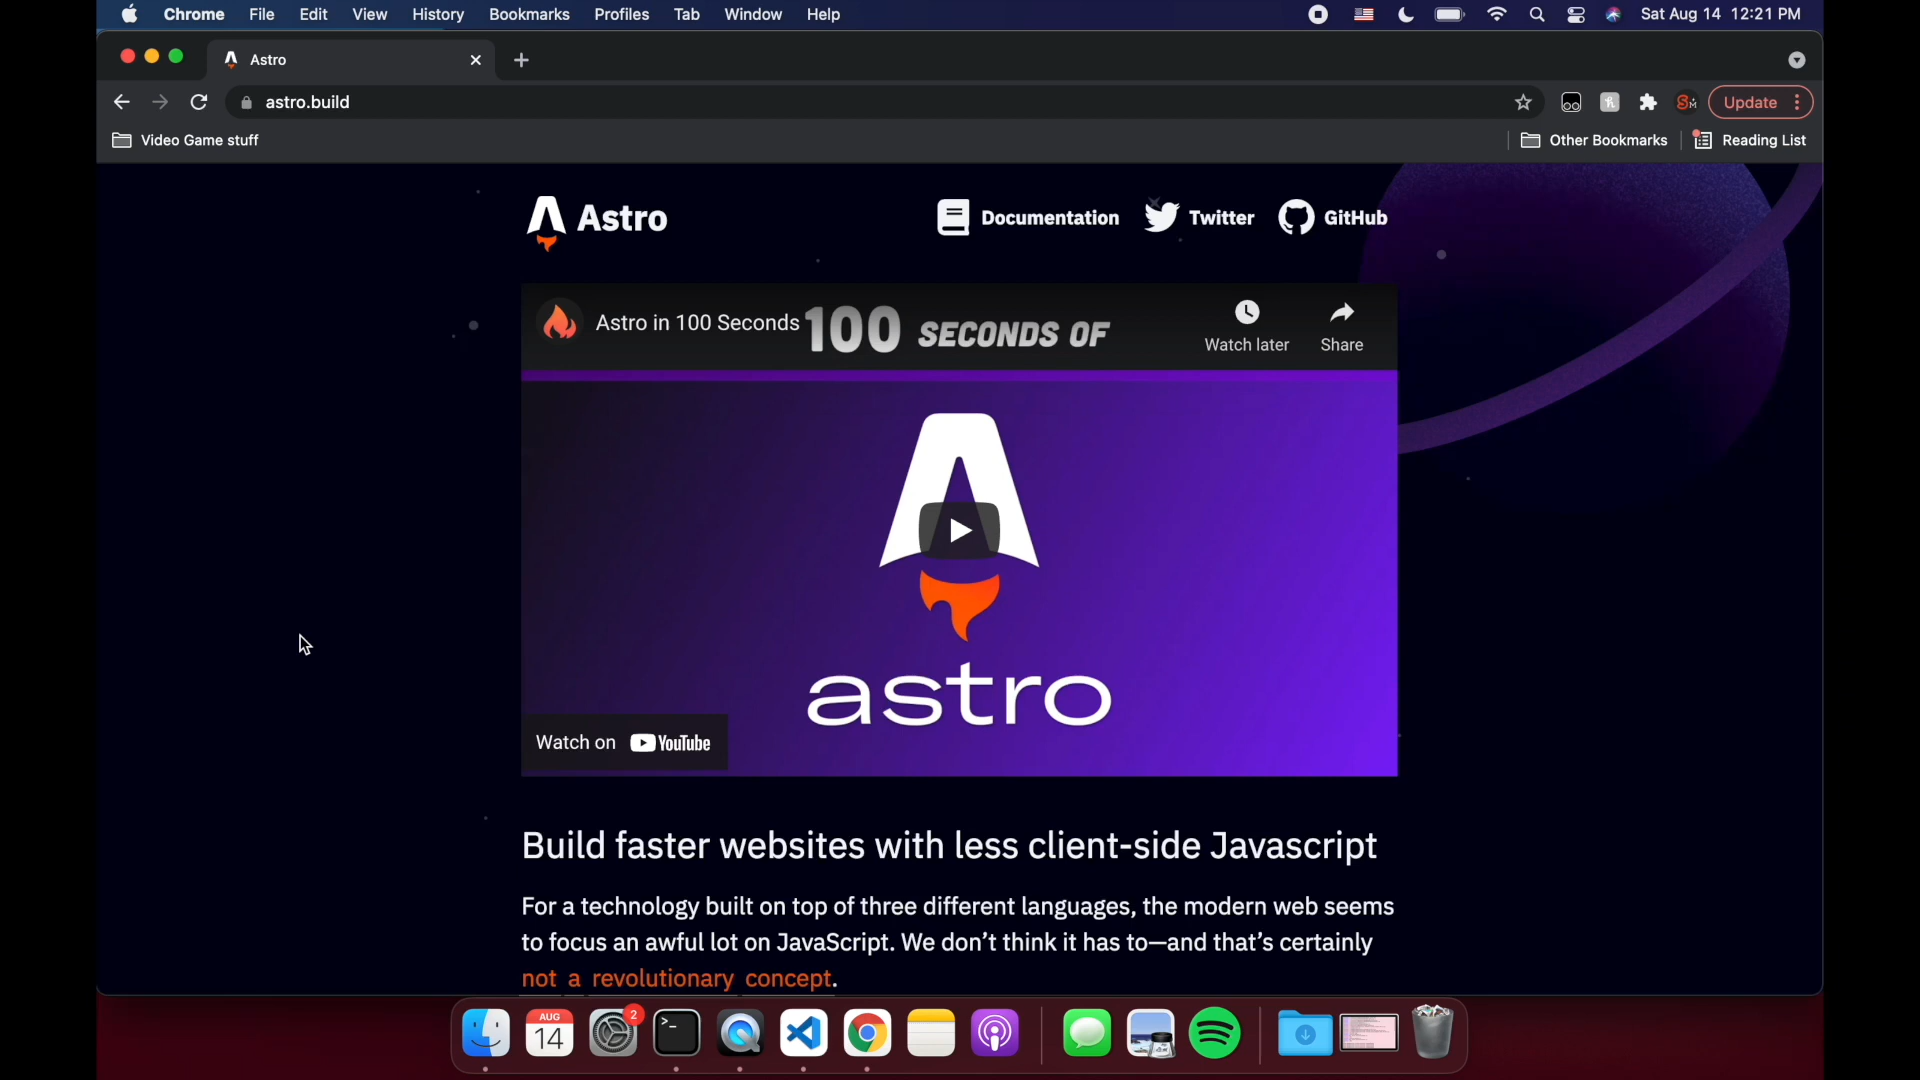 Chrome File Edit View History Bookmarks Profiles Tab Window Help Sat Aug 14 12:21 PM
Astro
astro.build Update
Video Game stuff Other Bookmarks Reading List
Astro Documentation Twitter GitHub
Astro in 100 Seconds 100 SECONDS OF Watch later Share
astro
Watch on YouTube
Build faster websites with less client-side Javascript
For a technology built on top of three different languages, the modern web seems
to focus an awful lot on JavaScript. We don’t think it has to—and that’s certainly
not a revolutionary concept.
AUG
14
2